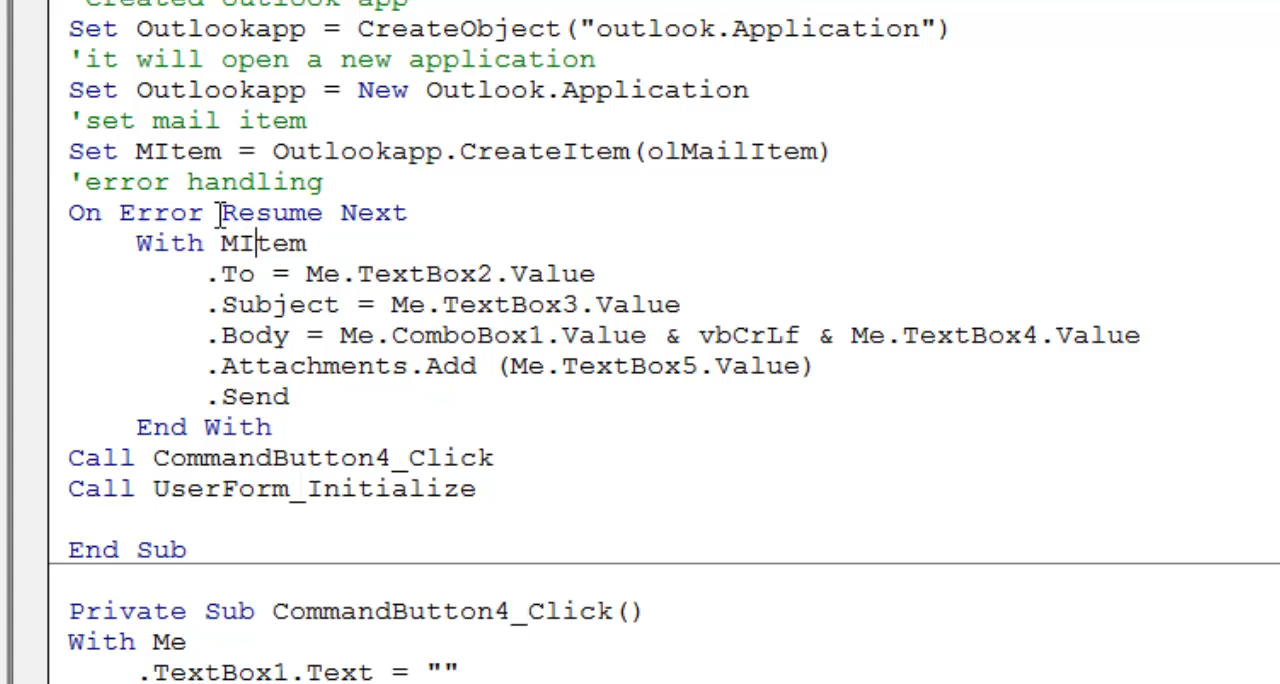 'Created outlook app
Set Outlookapp = CreateObject("outlook.Application")
'it will open a new application
Set Outlookapp = New Outlook.Application
'set mail item
Set MItem = Outlookapp.CreateItem(olMailItem)
'error handling
On Error Resume Next
With MItem
.To = Me.TextBox2.Value
.Subject = Me.TextBox3.Value
.Body = Me.ComboBox1.Value & vbCrLf & Me.TextBox4.Value
.Attachments.Add (Me.TextBox5.Value)
.Send
End With
Call CommandButton4_Click
Call UserForm_Initialize
End Sub
Private Sub CommandButton4_Click()
With Me
.TextBox1.Text = ""